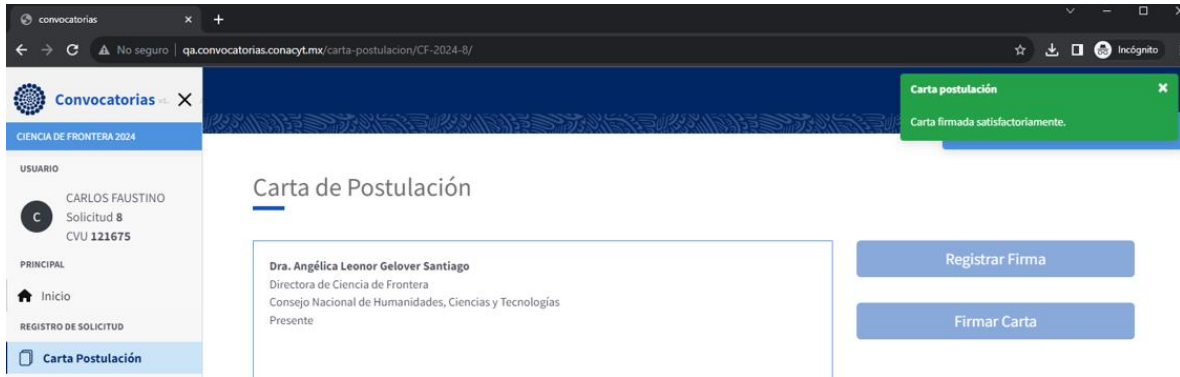 convocatorias
No seguro | qa.convocatorias.conacyt.mx/carta-postulacion/CF-2024-8/
Incógnito
Convocatorias
CIENCIA DE FRONTERA 2024
USUARIO
C
CARLOS FAUSTINO
Solicitud 8
CVU 121675
PRINCIPAL
Inicio
REGISTRO DE SOLICITUD
Carta Postulación
Carta postulación
Carta firmada satisfactoriamente.
Carta de Postulación
Dra. Angélica Leonor Gelover Santiago
Directora de Ciencia de Frontera
Consejo Nacional de Humanidades, Ciencias y Tecnologías
Presente
Registrar Firma
Firmar Carta